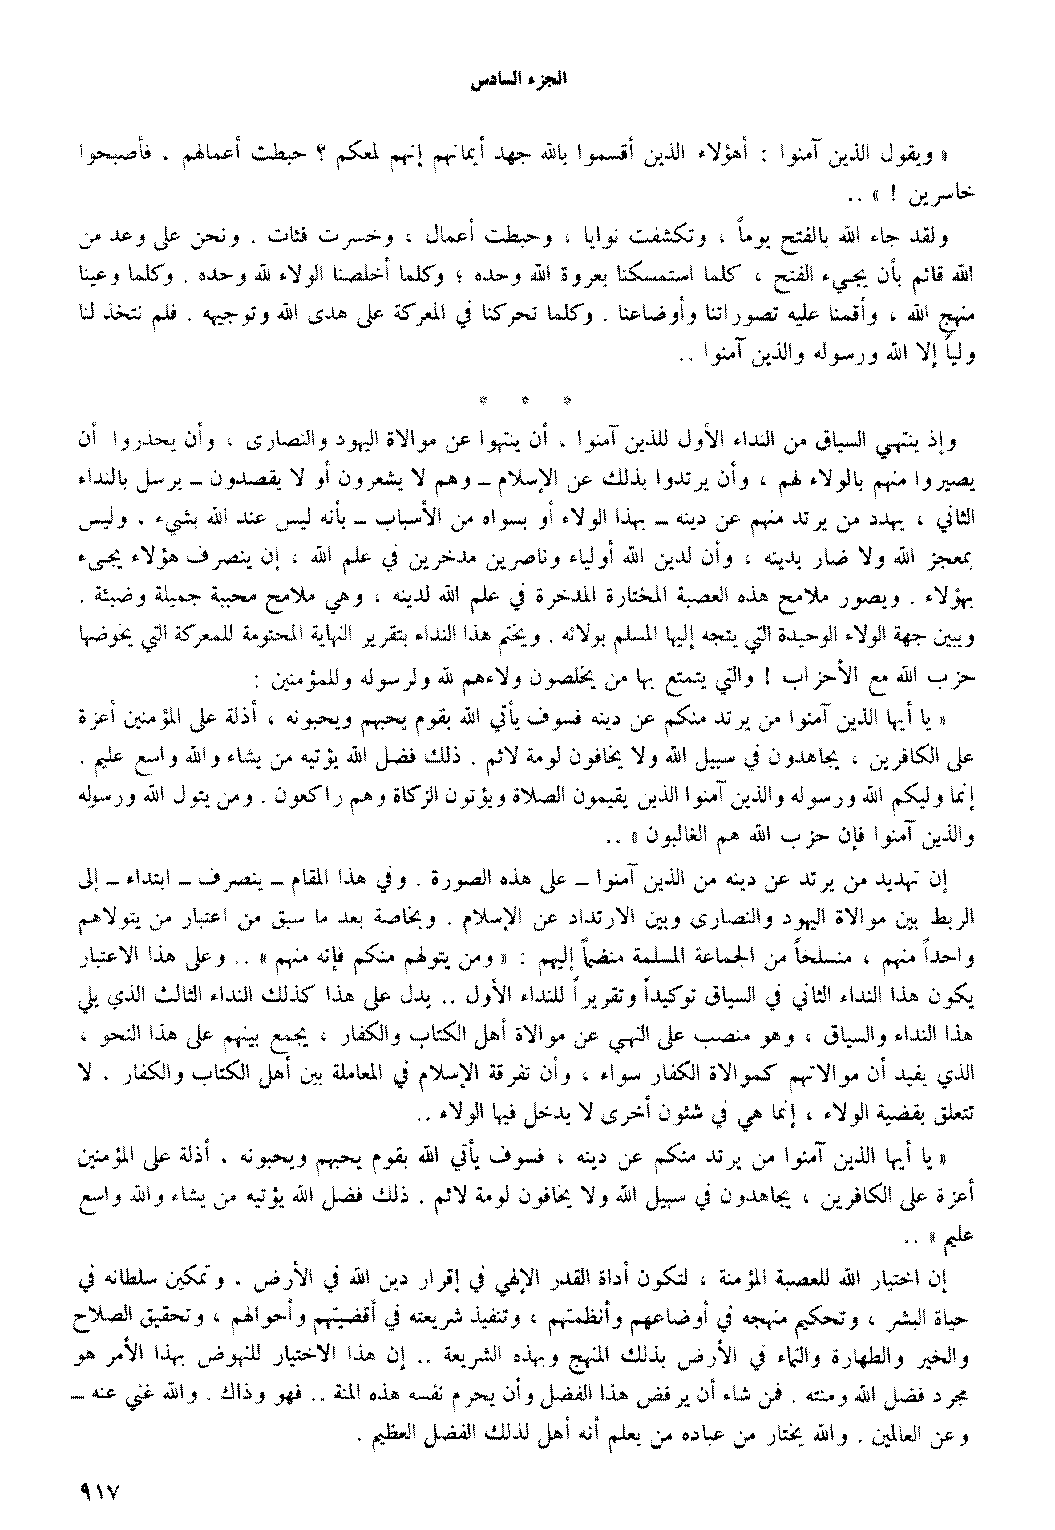 الجزء السادس
« ويقول الذين آمنوا : أهؤلاء الذين أقسموا بالله جهد أيمانهم إنهم لمعكم ؟ حبطت أعمالهم . فأصبحوا
خاسرين ! » ..
ولقد جاء الله بالفتح يوماً ، وتكشفت نوايا ، وحبطت أعمال ، وخسرت فئات . ونحن على وعد من
الله قائم بأن يجيء الفتح ، كلما استمسكنا بعروة الله وحده ؛ وكلما أخلصنا الولاء لله وحده . وكلما وعينا
منهج الله ، وأقمنا عليه تصوراتنا وأوضاعنا . وكلما تحركنا في المعركة على هدى الله وتوجيهه . فلم نتخذ لنا
ولياً إلا الله ورسوله والذين آمنوا ..
* * *
وإذ ينتهي السياق من النداء الأول للذين آمنوا ، أن ينتهوا عن موالاة اليهود والنصارى ، وأن يحذروا أن
يصيروا منهم بالولاء لهم ، وأن يرتدوا بذلك عن الإسلام – وهم لا يشعرون أو لا يقصدون – يرسل بالنداء
الثاني ، يهدد من يرتد منهم عن دينه – بهذا الولاء أو بسواه من الأسباب – بأنه ليس عند الله بشيء . وليس
بمعجز الله ولا ضار بدينه ، وأن لدين الله أولياء وناصرين مدخرين في علم الله ، إن ينصرف هؤلاء يجيء
بهؤلاء . ويصور ملامح هذه العصبة المختارة المدخرة في علم الله لدينه ، وهي ملامح محببة جميلة وضيئة .
ويبين جهة الولاء الوحيدة التي يتجه إليها المسلم بولائه . ويختم هذا النداء بتقرير النهاية المحتومة للمعركة التي يخوضها
حزب الله مع الأحزاب ! والتي يتمتع بها من يخلصون ولاءهم لله ولرسوله وللمؤمنين :
« يا أيها الذين آمنوا من يرتد منكم عن دينه فسوف يأتي الله بقوم يحبهم ويحبونه ، أذلة على المؤمنين أعزة
على الكافرين ، يجاهدون في سبيل الله ولا يخافون لومة لائم . ذلك فضل الله يؤتيه من يشاء والله واسع عليم .
إنما وليكم الله ورسوله والذين آمنوا الذين يقيمون الصلاة ويؤتون الزكاة وهم راكعون . ومن يتول الله ورسوله
والذين آمنوا فإن حزب الله هم الغالبون » ..
إن تهديد من يرتد عن دينه من الذين آمنوا – على هذه الصورة . وفي هذا المقام – ينصرف – ابتداء – إلى
الربط بين موالاة اليهود والنصارى وبين الارتداد عن الإسلام . وبخاصة بعد ما سبق من اعتبار من يتولاهم
واحداً منهم ، منسلخاً من الجماعة المسلمة منضماً إليهم : « ومن يتولهم منكم فإنه منهم » .. وعلى هذا الاعتبار
يكون هذا النداء الثاني في السياق توكيداً وتقريراً للنداء الأول .. يدل على هذا كذلك النداء الثالث الذي يلي
هذا النداء والسياق ، وهو منصب على النهي عن موالاة أهل الكتاب والكفار ، يجمع بينهم على هذا النحو ،
الذي يفيد أن موالاتهم كموالاة الكفار سواء ، وأن تفرقة الإسلام في المعاملة بين أهل الكتاب والكفار . لا
تتعلق بقضية الولاء ، إنما هي في شئون أخرى لا يدخل فيها الولاء ..
« يا أيها الذين آمنوا من يرتد منكم عن دينه ، فسوف يأتي الله بقوم يحبهم ويحبونه . أذلة على المؤمنين
أعزة على الكافرين ، يجاهدون في سبيل الله ولا يخافون لومة لائم . ذلك فضل الله يؤتيه من يشاء والله واسع
عليم » ..
إن اختيار الله للعصبة المؤمنة ، لتكون أداة القدر الإلهي في إقرار دين الله في الأرض . وتمكين سلطانه في
حياة البشر ، وتحكيم منهجه في أوضاعهم وأنظمتهم ، وتنفيذ شريعته في أقضيتهم وأحوالهم ، وتحقيق الصلاح
والخير والطهارة والنماء في الأرض بذلك المنهج وبهذه الشريعة .. إن هذا الاختيار للنهوض بهذا الأمر هو
مجرد فضل الله ومنته . فمن شاء أن يرفض هذا الفضل وأن يحرم نفسه هذه المنة .. فهو وذاك . والله غني عنه –
وعن العالمين . والله يختار من عباده من يعلم أنه أهل لذلك الفضل العظيم .
٩١٧